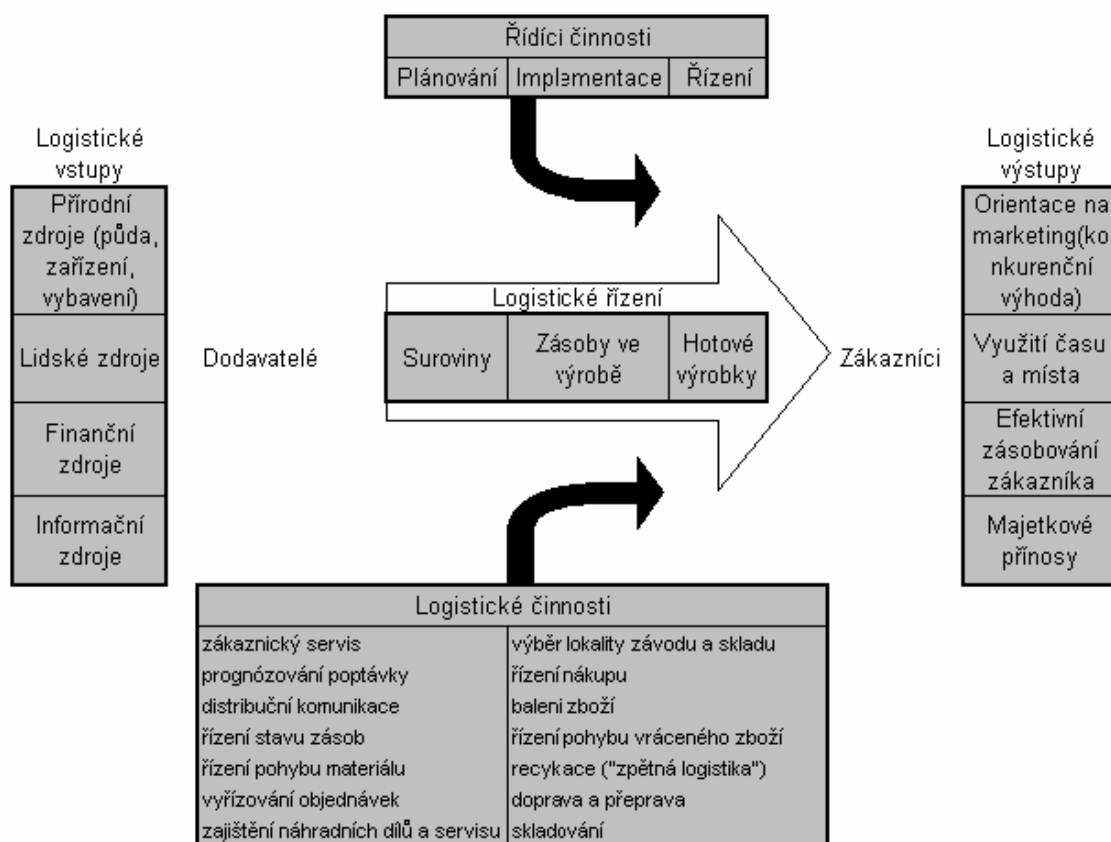 Řídíci činnosti
Plánování Implementace Řízení
Logistické
vstupy
Přírodní
zdroje (půda,
zařízení,
vybavení)
Lidské zdroje
Finanční
zdroje
Informační
zdroje
Dodavatelé
Logistické řízení
Suroviny
Zásoby ve
výrobě
Hotové
výrobky
Zákazníci
Logistické
výstupy
Orientace na
marketing(ko
nkurenční
výhoda)
Využití času
a místa
Efektivní
zásobování
zákazníka
Majetkové
přínosy
Logistické činnosti
zákaznický servis
prognózování poptávky
distribuční komunikace
řízení stavu zásob
řízení pohybu materiálu
vyřízování objednávek
zajištění náhradních dílů a servisu
výběr lokality závodu a skladu
řízení nákupu
baleni zboží
řízení pohybu vráceného zboží
recykace ("zpětná logistika")
doprava a přeprava
skladování